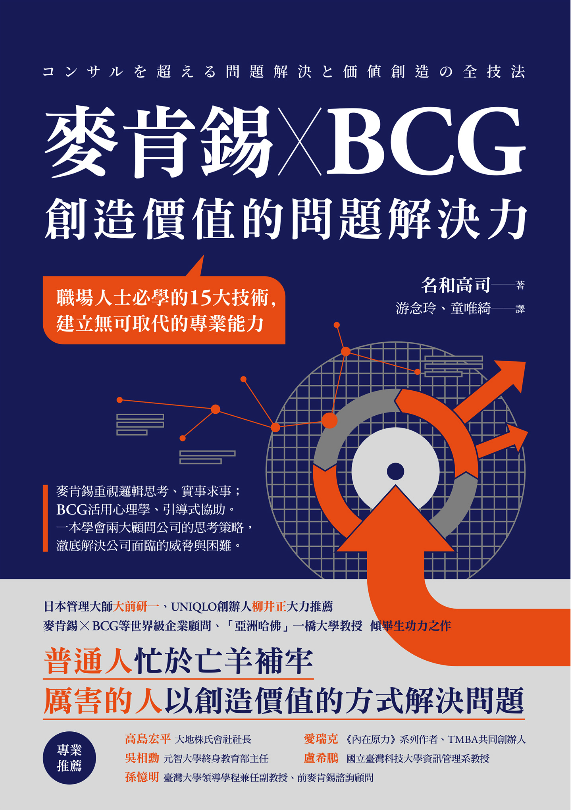 コンサルを超える問題解決と価値創造の全技法
麥肯錫×BCG
創造價值的問題解決力
職場人士必學的15大技術，
建立無可取代的專業能力
名和高司──著
游念玲、童唯綺──譯
麥肯錫重視邏輯思考、實事求事；
BCG活用心理學、引導式協助。
一本學會兩大顧問公司的思考策略，
澈底解決公司面臨的威脅與困難。
日本管理大師大前研一、UNIQLO創辦人柳井正大力推薦
麥肯錫×BCG等世界級企業顧問、「亞洲哈佛」一橋大學教授 傾畢生功力之作
普通人忙於亡羊補牢
厲害的人以創造價值的方式解決問題
專業
推薦
高島宏平 大地株氏會社社長
愛瑞克 《內在原力》系列作者、TMBA共同創辦人
吳相勳 元智大學終身教育部主任
盧希鵬 國立臺灣科技大學資訊管理系教授
孫憶明 臺灣大學領導學程兼任副教授、前麥肯錫諮詢顧問